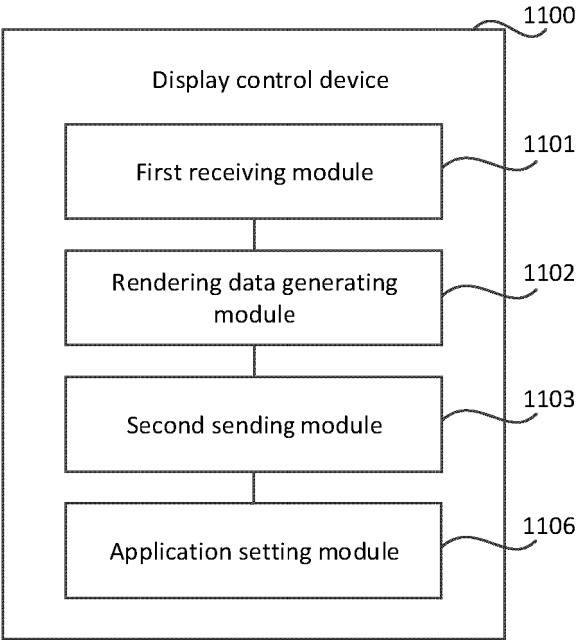 1100
Display control device
First receiving module
1101
Rendering data generating
module
1102
Second sending module
1103
Application setting module
1106